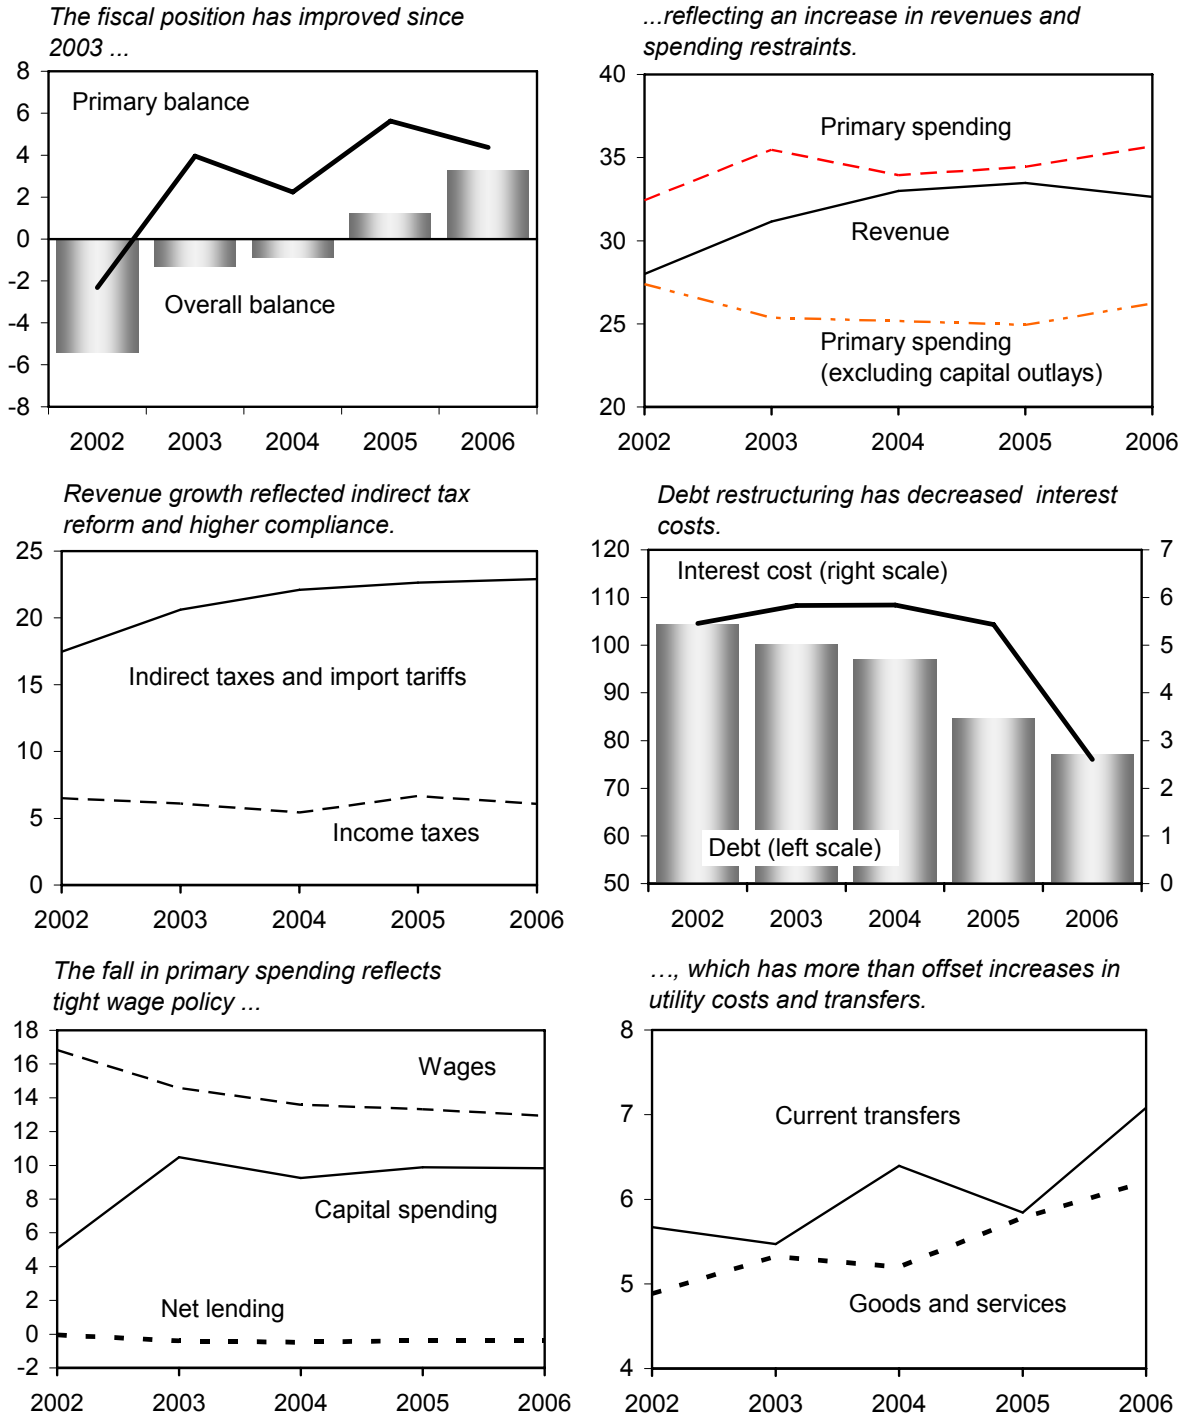 The fiscal position has improved since
2003 ...
8
6
4
2
0
-2
-4
-6
-8
Primary balance
Overall balance
2002 2003 2004 2005 2006
...reflecting an increase in revenues and
spending restraints.
40
35
30
25
20
Primary spending
Revenue
Primary spending
(excluding capital outlays)
2002 2003 2004 2005 2006
Revenue growth reflected indirect tax
reform and higher compliance.
25
20
15
10
5
0
Indirect taxes and import tariffs
Income taxes
2002 2003 2004 2005 2006
Debt restructuring has decreased interest
costs.
120
110
100
90
80
70
60
50
Interest cost (right scale)
Debt (left scale)
7
6
5
4
3
2
1
0
2002 2003 2004 2005 2006
The fall in primary spending reflects
tight wage policy ...
18
16
14
12
10
8
6
4
2
0
-2
Wages
Capital spending
Net lending
2002 2003 2004 2005 2006
…, which has more than offset increases in
utility costs and transfers.
8
7
6
5
4
Current transfers
Goods and services
2002 2003 2004 2005 2006